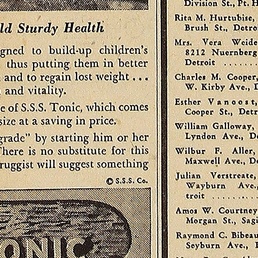 ld Sturdy Health
gned to build-up children's
thus putting them in better
and to regain lost weight ...
and vitality.
e of S.S.S. Tonic, which comes
size at a saving in price.
grade" by starting him or her
There is no substitute for this
ruggist will suggest something
© S.S.S. Co.
ONIC
Division St., Pt. H
Rita M. Hurtubise,
Brush St., Detro
Mrs. Vera Weide
8212 Nuernberg
Detroit
Charles M. Cooper,
W. Kirby Ave., D
Esther Vanoost,
Cooper St., Detr
William Galloway,
Lyndon Ave., D
Wilbur F. Aller,
Maxwell Ave., De
Julian Verstreate,
Wayburn Ave.,
troit
Amos W. Courtney
Morgan St., Sag
Raymond C. Bibeau
Seyburn Ave., D